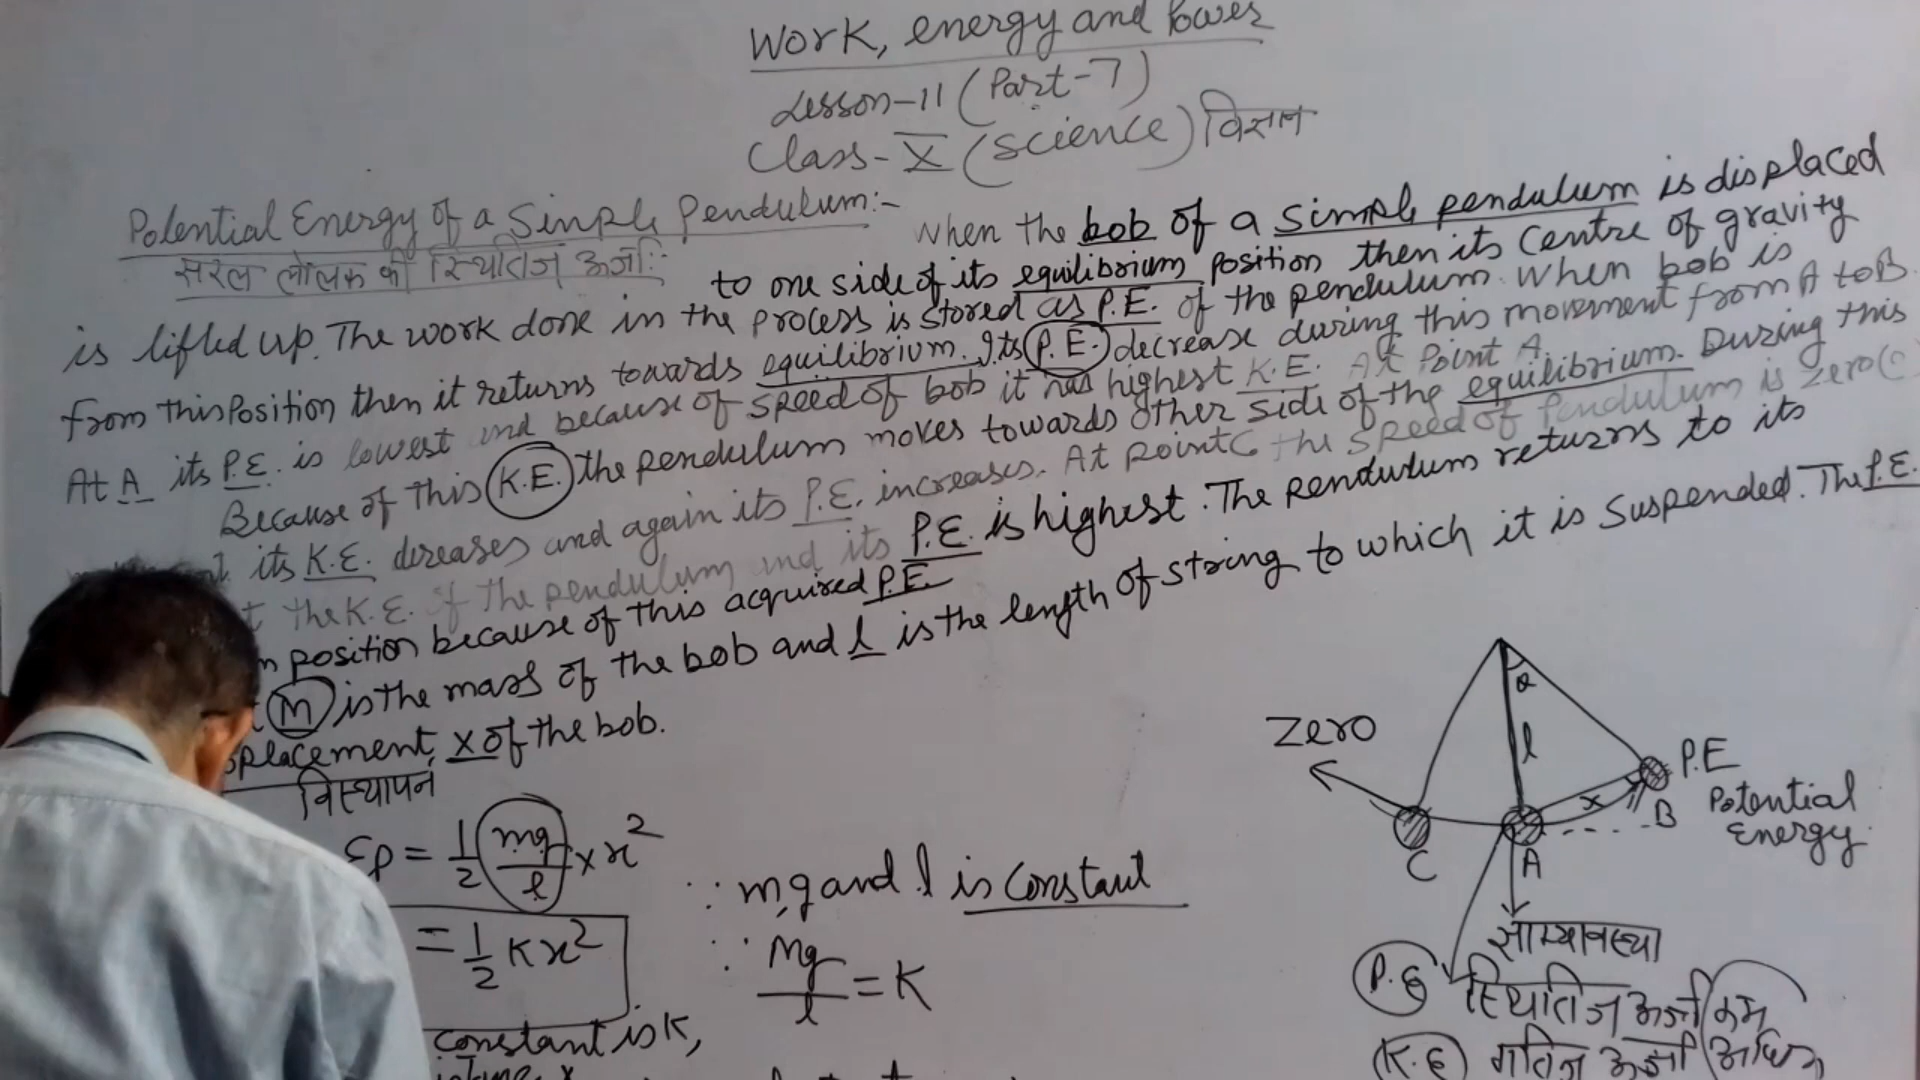 Work, energy and Power
Lesson-11 (Part-7)
Class-X (Science) विज्ञान
Potential Energy of a Simple Pendulum:-
सरल लोलक की स्थितिज ऊर्जा:-
When the bob of a simple pendulum is displaced
to one side of its equilibrium position then its centre of gravity
is lifted up. The work done in the process is stored as P.E. of the pendulum. When bob is
from this position then it returns towards equilibrium. Its P.E. decrease during this movement from A to B
At A its P.E. is lowest and because of speed of bob it has highest K.E. At Point A
Because of this K.E. the pendulum moves towards other side of the equilibrium. During this
its K.E. decreases and again its P.E. increases. At point C the speed of Pendulum is zero (0
the K.E. of the pendulum and its P.E. is highest. The Pendulum returns to its
position because of this acquired P.E.
M is the mass of the bob and l is the length of string to which it is suspended. The P.E.
placement, x of the bob.
विस्थापन
Ep = 1/2 mg/l × x²
= 1/2 K x²
∵ m,g and l is constant
∵ Mg/l = K
constant is K,
Zero
θ
l
x
P.E
Potential
Energy
B
C
A
साम्यावस्था
P.E स्थितिज ऊर्जा कम
K.E गतिज ऊर्जा अधिक